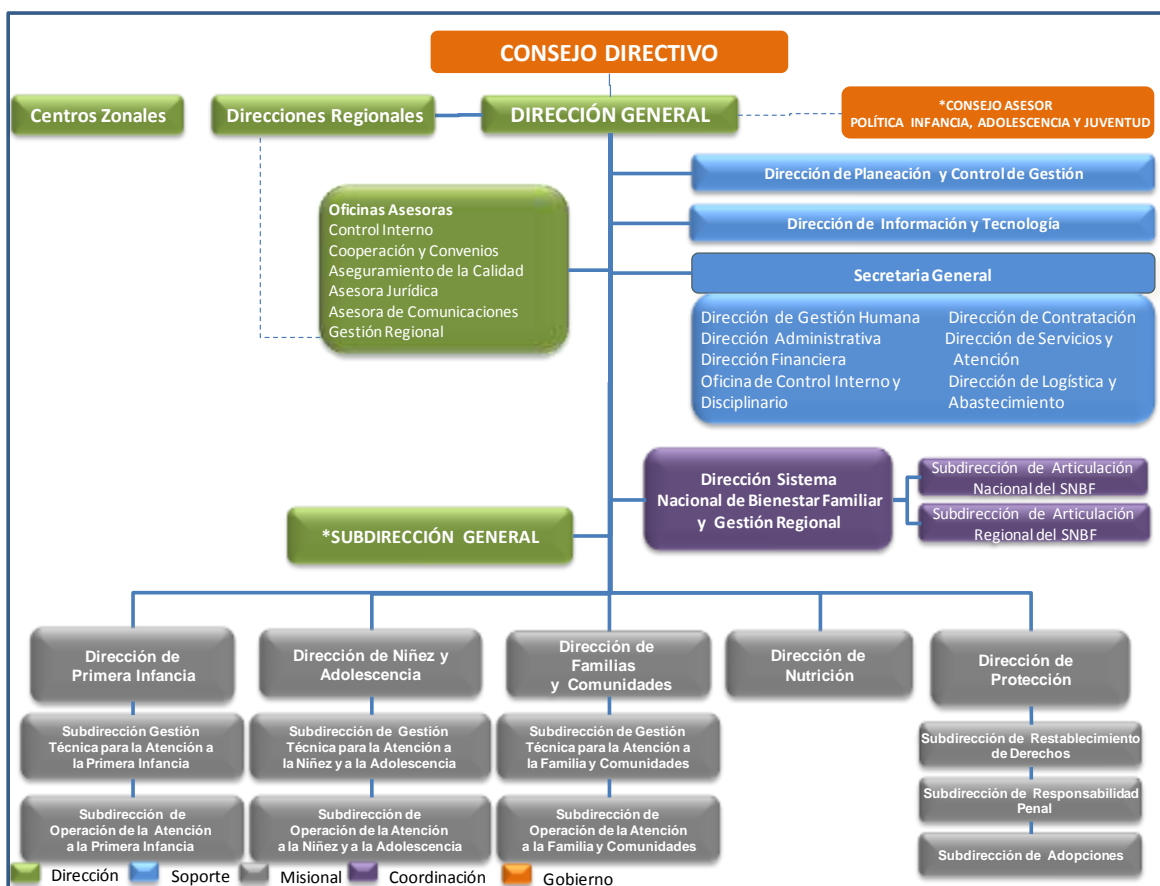 CONSEJO DIRECTIVO
Centros Zonales
Direcciones Regionales
DIRECCIÓN GENERAL
*CONSEJO ASESOR
POLÍTICA INFANCIA, ADOLESCENCIA Y JUVENTUD
Dirección de Planeación y Control de Gestión
Dirección de Información y Tecnología
Secretaria General
Oficinas Asesoras
Control Interno
Cooperación y Convenios
Aseguramiento de la Calidad
Asesora Jurídica
Asesora de Comunicaciones
Gestión Regional
Dirección de Gestión Humana
Dirección Administrativa
Dirección Financiera
Oficina de Control Interno y
Disciplinario
Dirección de Contratación
Dirección de Servicios y
Atención
Dirección de Logística y
Abastecimiento
Dirección Sistema
Nacional de Bienestar Familiar
y Gestión Regional
Subdirección de Articulación
Nacional del SNBF
Subdirección de Articulación
Regional del SNBF
*SUBDIRECCIÓN GENERAL
Dirección de
Primera Infancia
Dirección de Niñez y
Adolescencia
Dirección de
Familias
y Comunidades
Dirección de
Nutrición
Dirección de
Protección
Subdirección Gestión
Técnica para la Atención a
la Primera Infancia
Subdirección de Gestión
Técnica para la Atención a
la Niñez y a la Adolescencia
Subdirección de Gestión
Técnica para la Atención a
la Familia y Comunidades
Subdirección de Restablecimiento
de Derechos
Subdirección de Responsabilidad
Penal
Subdirección de Adopciones
Subdirección de
Operación de la Atención
a la Primera Infancia
Subdirección de
Operación de la Atención
a la Niñez y a la Adolescencia
Subdirección de
Operación de la Atención
a la Familia y Comunidades
Dirección
Soporte
Misional
Coordinación
Gobierno